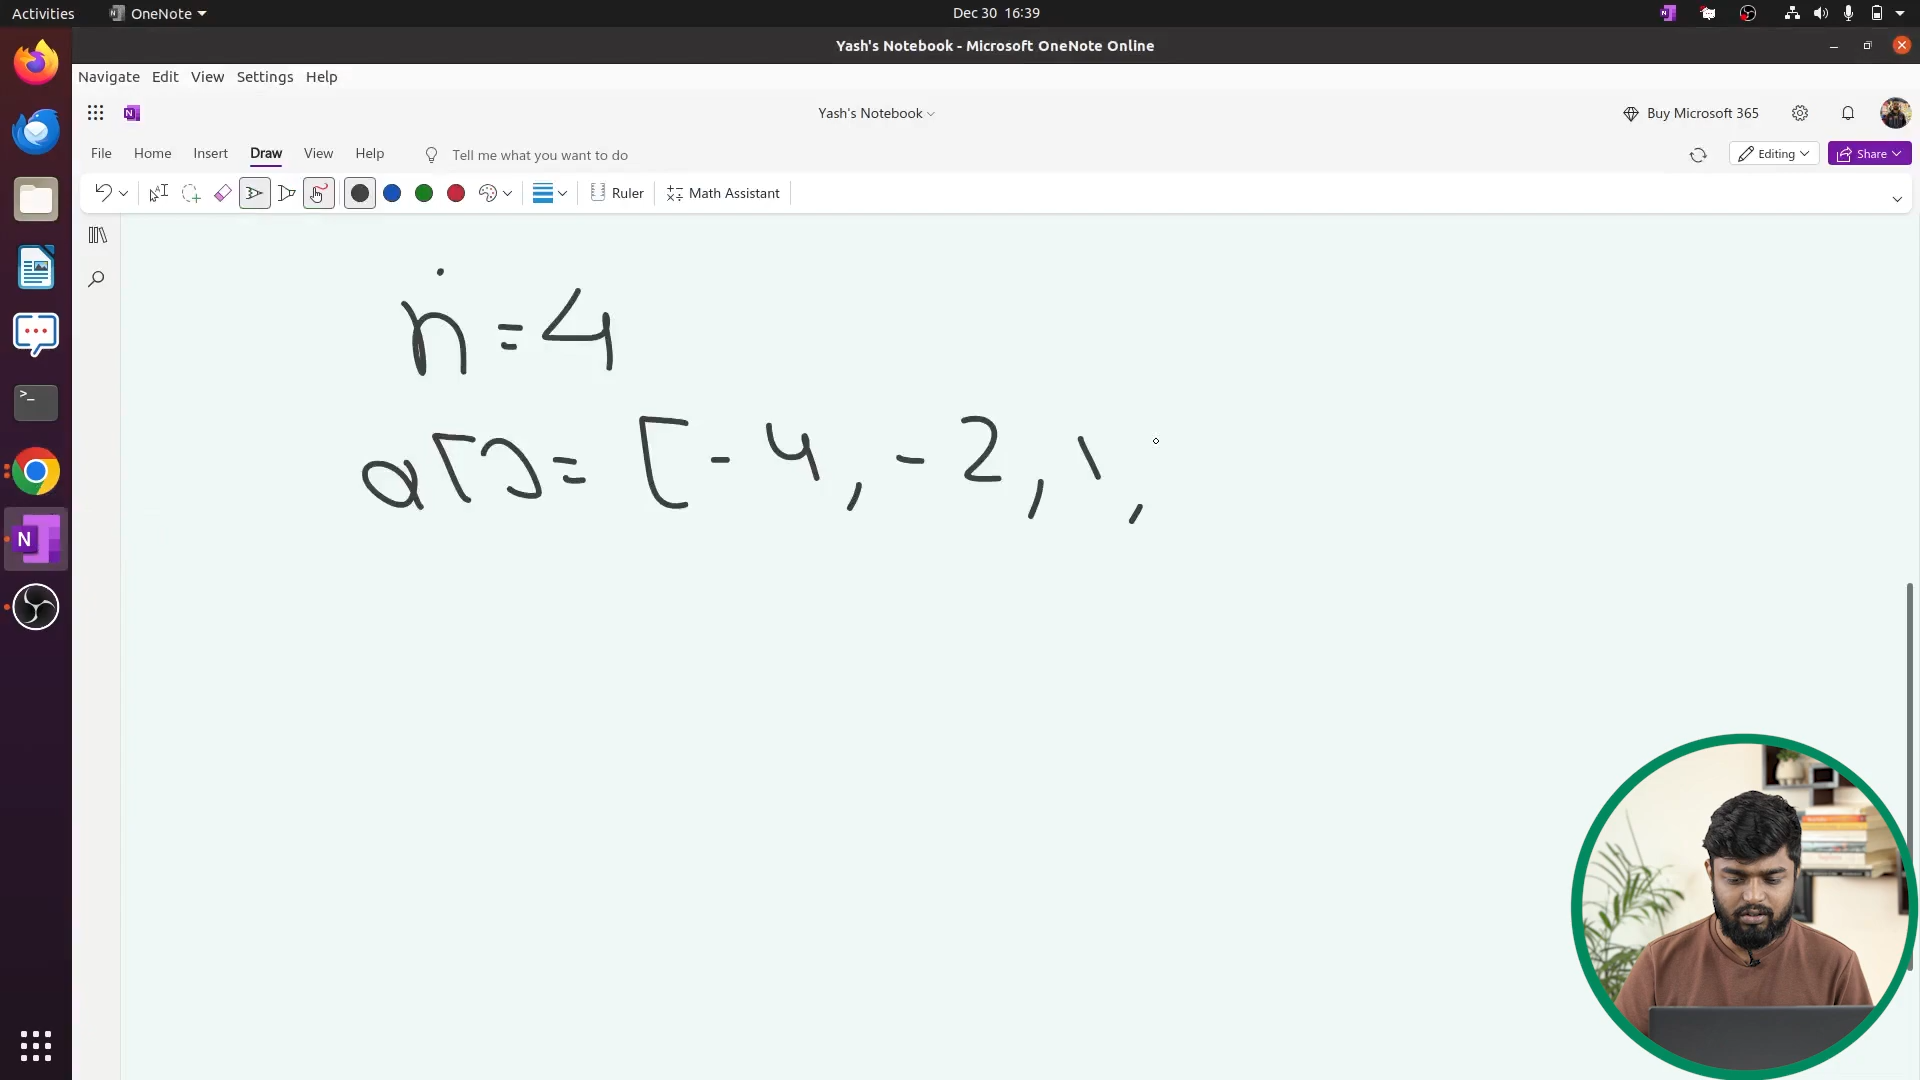 Activities OneNote Dec 30 16:39
Yash's Notebook - Microsoft OneNote Online
Navigate Edit View Settings Help
N Yash's Notebook Buy Microsoft 365
File Home Insert Draw View Help Tell me what you want to do Editing Share
Ruler Math Assistant
n = 4
a[] = [ - 4 , - 2 , 1 ,
>_
N